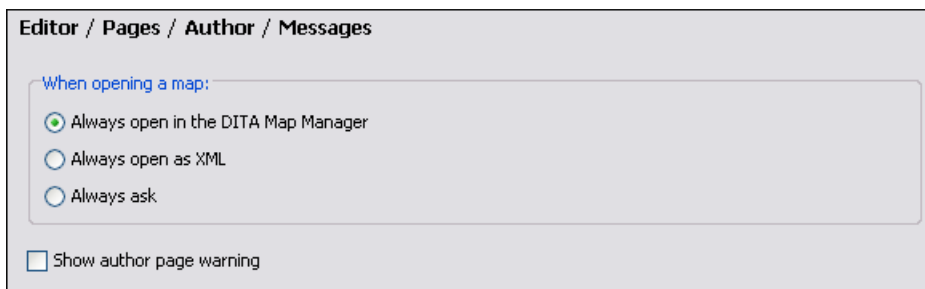 Editor / Pages / Author / Messages
When opening a map:
Always open in the DITA Map Manager
Always open as XML
Always ask
Show author page warning